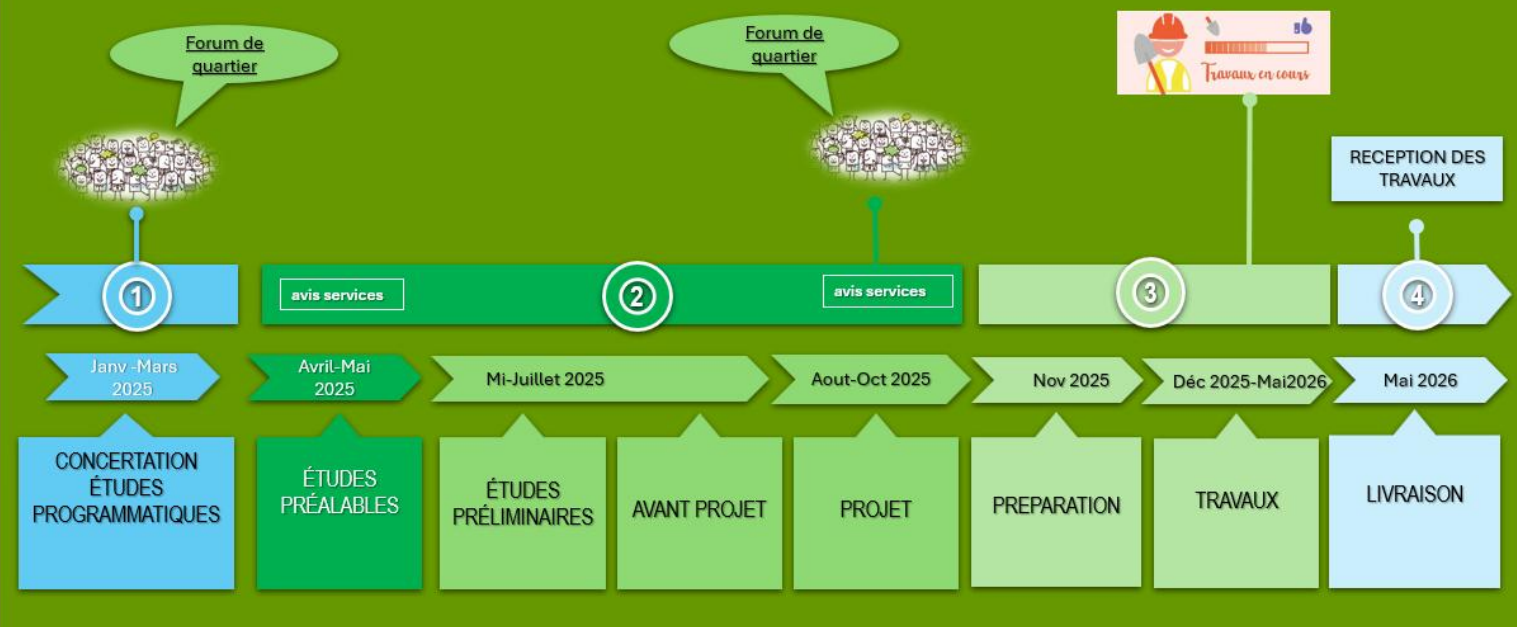 Forum de
quartier
Forum de
quartier
Travaux en cours
RECEPTION DES
TRAVAUX
1
avis services
2
avis services
3
4
Janv -Mars
2025
Avril-Mai
2025
Mi-Juillet 2025
Aout-Oct 2025
Nov 2025
Déc 2025-Mai2026
Mai 2026
CONCERTATION
ÉTUDES
PROGRAMMATIQUES
ÉTUDES
PRÉALABLES
ÉTUDES
PRÉLIMINAIRES
AVANT PROJET
PROJET
PREPARATION
TRAVAUX
LIVRAISON